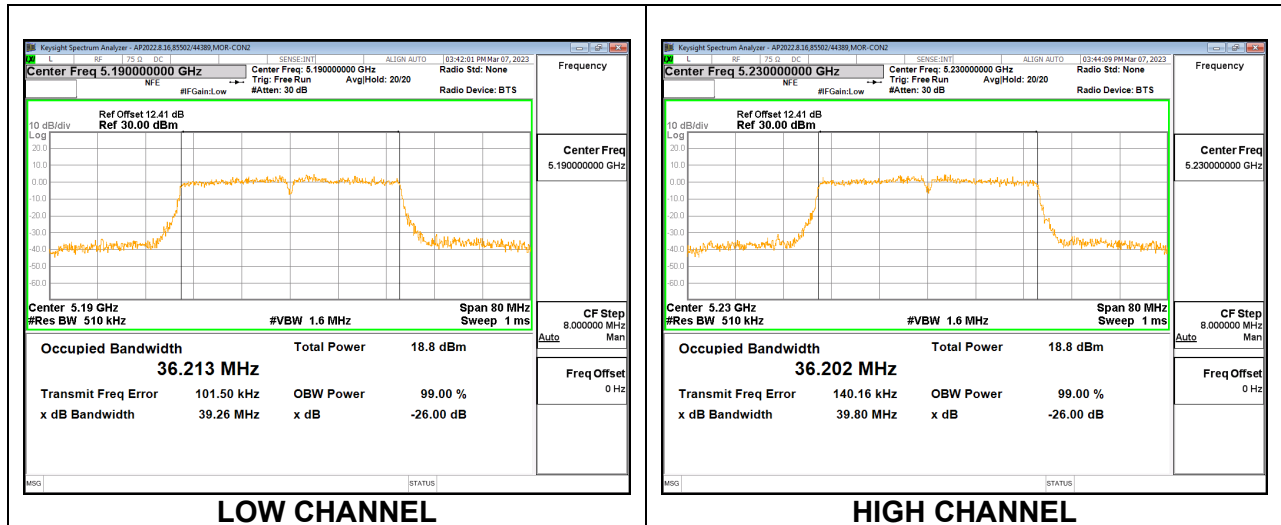 Keysight Spectrum Analyzer - AP2022.8.16,85502/44389,MOR-CON2
L RF 75 Ω DC SENSE:INT ALIGN AUTO 03:42:01 PM Mar 07, 2023
Center Freq 5.190000000 GHz
NFE
#IFGain:Low
Center Freq: 5.190000000 GHz
Trig: Free Run Avg|Hold: 20/20
#Atten: 30 dB
Radio Std: None
Radio Device: BTS
Frequency
Ref Offset 12.41 dB
10 dB/div Ref 30.00 dBm
Log
20.0
10.0
0.00
-10.0
-20.0
-30.0
-40.0
-50.0
-60.0
Center Freq
5.190000000 GHz
Center 5.19 GHz Span 80 MHz
#Res BW 510 kHz #VBW 1.6 MHz Sweep 1 ms
CF Step
8.000000 MHz
Auto Man
Occupied Bandwidth Total Power 18.8 dBm
36.213 MHz
Transmit Freq Error 101.50 kHz OBW Power 99.00 %
x dB Bandwidth 39.26 MHz x dB -26.00 dB
Freq Offset
0 Hz
MSG STATUS
LOW CHANNEL
Keysight Spectrum Analyzer - AP2022.8.16,85502/44389,MOR-CON2
L RF 75 Ω DC SENSE:INT ALIGN AUTO 03:44:09 PM Mar 07, 2023
Center Freq 5.230000000 GHz
NFE
#IFGain:Low
Center Freq: 5.230000000 GHz
Trig: Free Run Avg|Hold: 20/20
#Atten: 30 dB
Radio Std: None
Radio Device: BTS
Frequency
Ref Offset 12.41 dB
10 dB/div Ref 30.00 dBm
Log
20.0
10.0
0.00
-10.0
-20.0
-30.0
-40.0
-50.0
-60.0
Center Freq
5.230000000 GHz
Center 5.23 GHz Span 80 MHz
#Res BW 510 kHz #VBW 1.6 MHz Sweep 1 ms
CF Step
8.000000 MHz
Auto Man
Occupied Bandwidth Total Power 18.8 dBm
36.202 MHz
Transmit Freq Error 140.16 kHz OBW Power 99.00 %
x dB Bandwidth 39.80 MHz x dB -26.00 dB
Freq Offset
0 Hz
MSG STATUS
HIGH CHANNEL